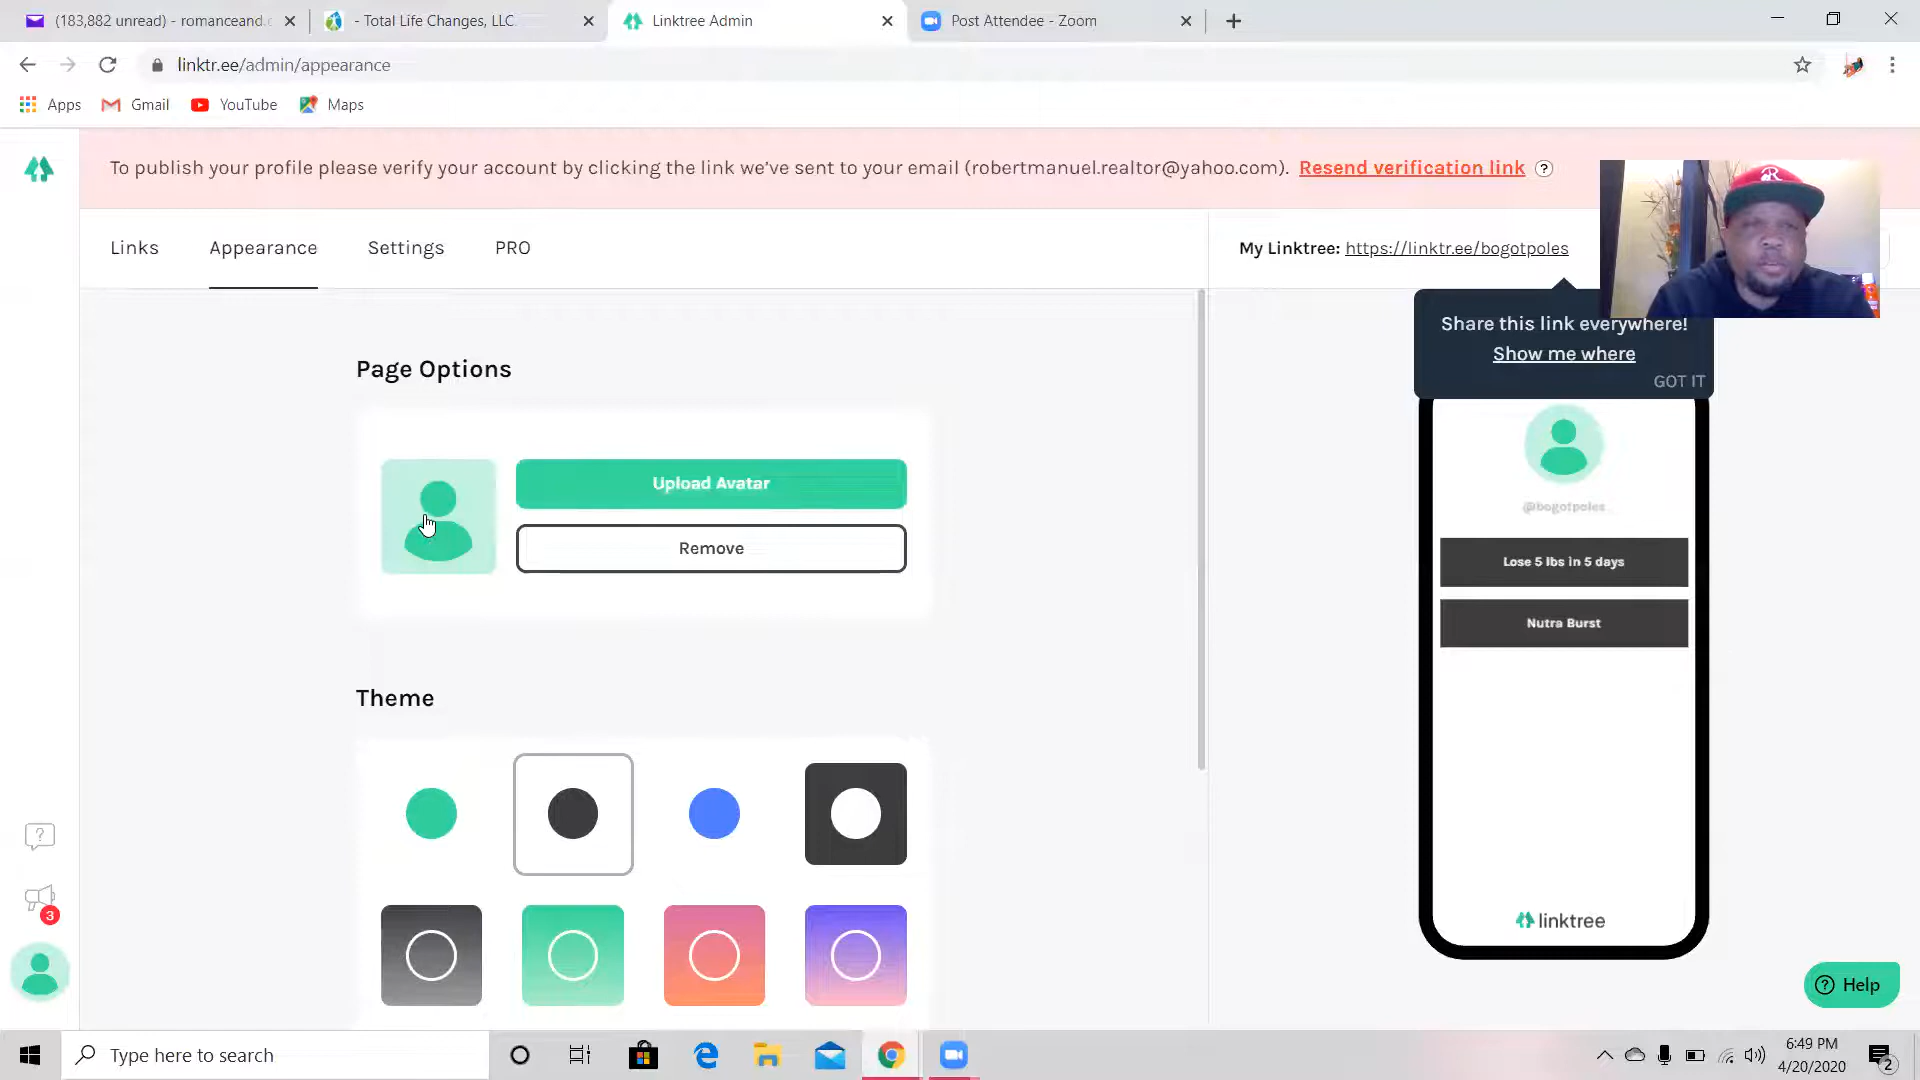 (183,882 unread) - romanceand.c
- Total Life Changes, LLC
Linktree Admin
Post Attendee - Zoom
linktr.ee/admin/appearance
Apps
Gmail
YouTube
Maps
To publish your profile please verify your account by clicking the link we've sent to your email (robertmanuel.realtor@yahoo.com). Resend verification link ?
Links
Appearance
Settings
PRO
My Linktree: https://linktr.ee/bogotpoles
R
Share this link everywhere!
Show me where
GOT IT
Page Options
Upload Avatar
Remove
@bogotpoles
Lose 5 lbs in 5 days
Nutra Burst
Theme
?
3
linktree
? Help
Type here to search
6:49 PM
4/20/2020
2